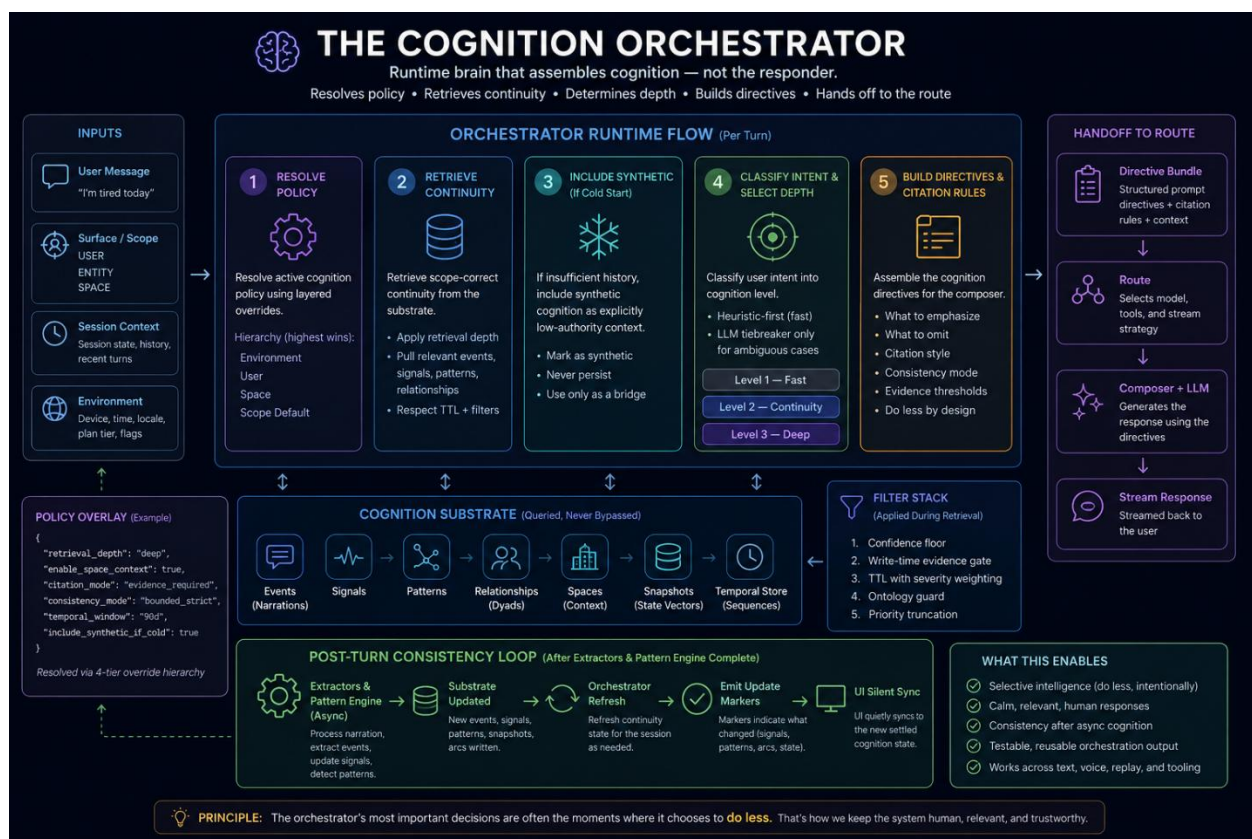 THE COGNITION ORCHESTRATOR
Runtime brain that assembles cognition — not the responder.
Resolves policy • Retrieves continuity • Determines depth • Builds directives • Hands off to the route
INPUTS
User Message
“I’m tired today”
Surface / Scope
USER
ENTITY
SPACE
Session Context
Session state, history,
recent turns
Environment
Device, time, locale,
plan tier, flags
ORCHESTRATOR RUNTIME FLOW (Per Turn)
1 RESOLVE
POLICY
Resolve active cognition
policy using layered
overrides.
Hierarchy (highest wins):
Environment
User
Space
Scope Default
2 RETRIEVE
CONTINUITY
Retrieve scope-correct
continuity from the
substrate.
• Apply retrieval depth
• Pull relevant events,
signals, patterns,
relationships
• Respect TTL + filters
3 INCLUDE SYNTHETIC
(If Cold Start)
If insufficient history,
include synthetic
cognition as explicitly
low-authority context.
• Mark as synthetic
• Never persist
• Use only as a bridge
4 CLASSIFY INTENT &
SELECT DEPTH
Classify user intent into
cognition level.
• Heuristic-first (fast)
• LLM tiebreaker only
for ambiguous cases
Level 1 — Fast
Level 2 — Continuity
Level 3 — Deep
5 BUILD DIRECTIVES &
CITATION RULES
Assemble the cognition
directives for the composer.
• What to emphasize
• What to omit
• Citation style
• Consistency mode
• Evidence thresholds
• Do less by design
HANDOFF TO ROUTE
Directive Bundle
Structured prompt
directives + citation
rules + context
Route
Selects model,
tools, and stream
strategy
Composer + LLM
Generates the
response using the
directives
Stream Response
Streamed back to
the user
POLICY OVERLAY (Example)
{
"retrieval_depth": "deep",
"enable_space_context": true,
"citation_mode": "evidence_required",
"consistency_mode": "bounded_strict",
"temporal_window": "90d",
"include_synthetic_if_cold": true
}
Resolved via 4-tier override hierarchy
COGNITION SUBSTRATE (Queried, Never Bypassed)
Events
(Narrations)
Signals
Patterns
Relationships
(Dyads)
Spaces
(Context)
Snapshots
(State Vectors)
Temporal Store
(Sequences)
FILTER STACK
(Applied During Retrieval)
1. Confidence floor
2. Write-time evidence gate
3. TTL with severity weighting
4. Ontology guard
5. Priority truncation
POST-TURN CONSISTENCY LOOP (After Extractors & Pattern Engine Complete)
Extractors &
Pattern Engine
(Async)
Process narration,
extract events,
update signals,
detect patterns.
Substrate
Updated
New events, signals,
patterns, snapshots,
arcs written.
Orchestrator
Refresh
Refresh continuity
state for the session
as needed.
Emit Update
Markers
Markers indicate what
changed (signals,
patterns, arcs, state).
UI Silent Sync
UI quietly syncs to
the new settled
cognition state.
WHAT THIS ENABLES
Selective intelligence (do less, intentionally)
Calm, relevant, human responses
Consistency after async cognition
Testable, reusable orchestration output
Works across text, voice, replay, and tooling
PRINCIPLE: The orchestrator’s most important decisions are often the moments where it chooses to do less. That’s how we keep the system human, relevant, and trustworthy.